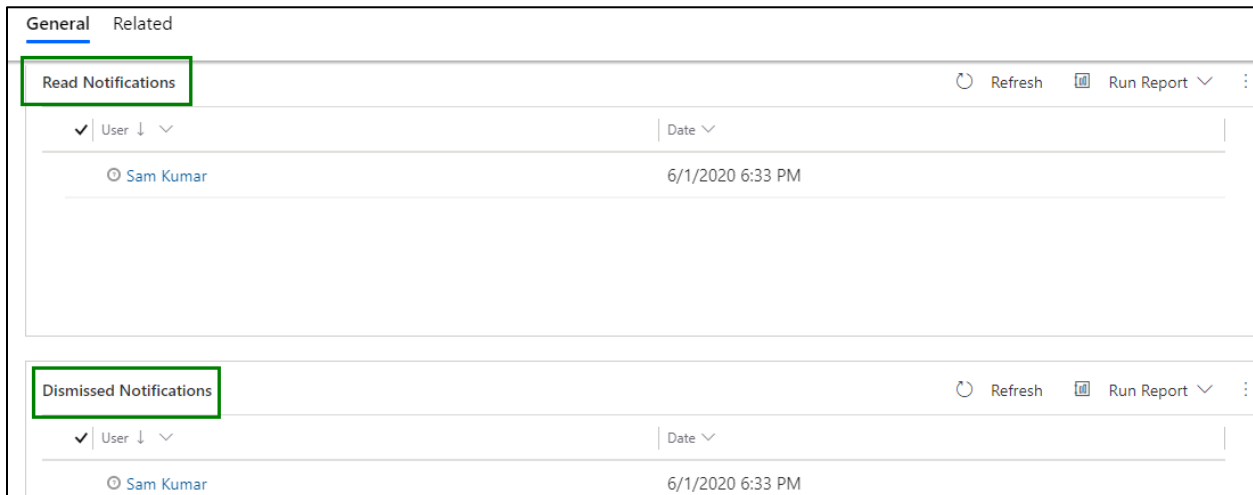 General Related
Read Notifications Refresh Run Report
User Date
Sam Kumar 6/1/2020 6:33 PM
Dismissed Notifications Refresh Run Report
User Date
Sam Kumar 6/1/2020 6:33 PM